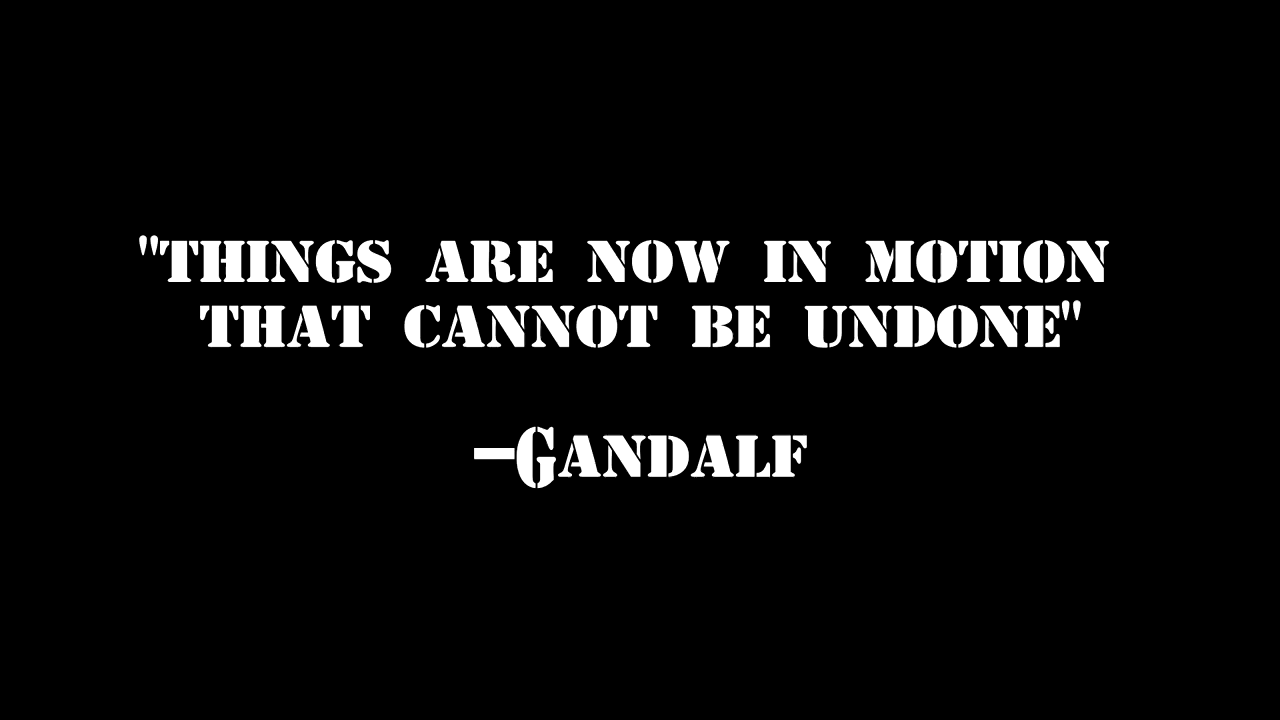 "THINGS ARE NOW IN MOTION
THAT CANNOT BE UNDONE"
–GANDALF